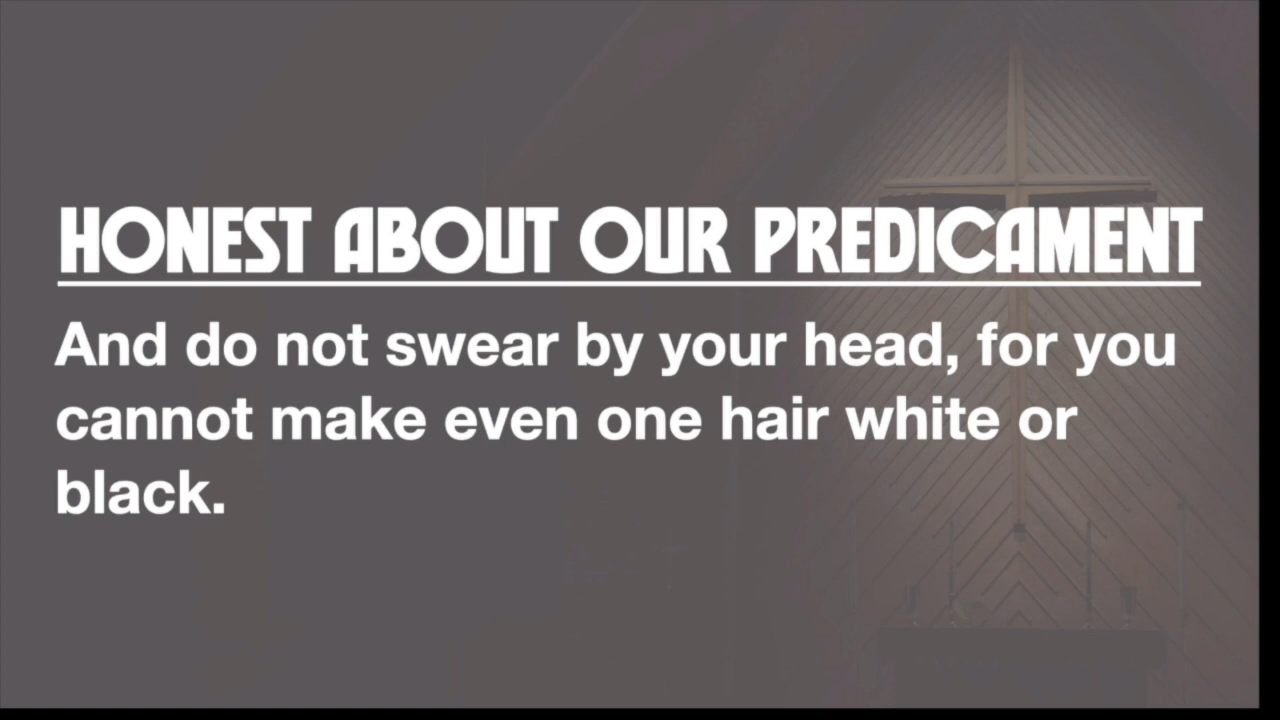 HONEST ABOUT OUR PREDICAMENT
And do not swear by your head, for you
cannot make even one hair white or
black.